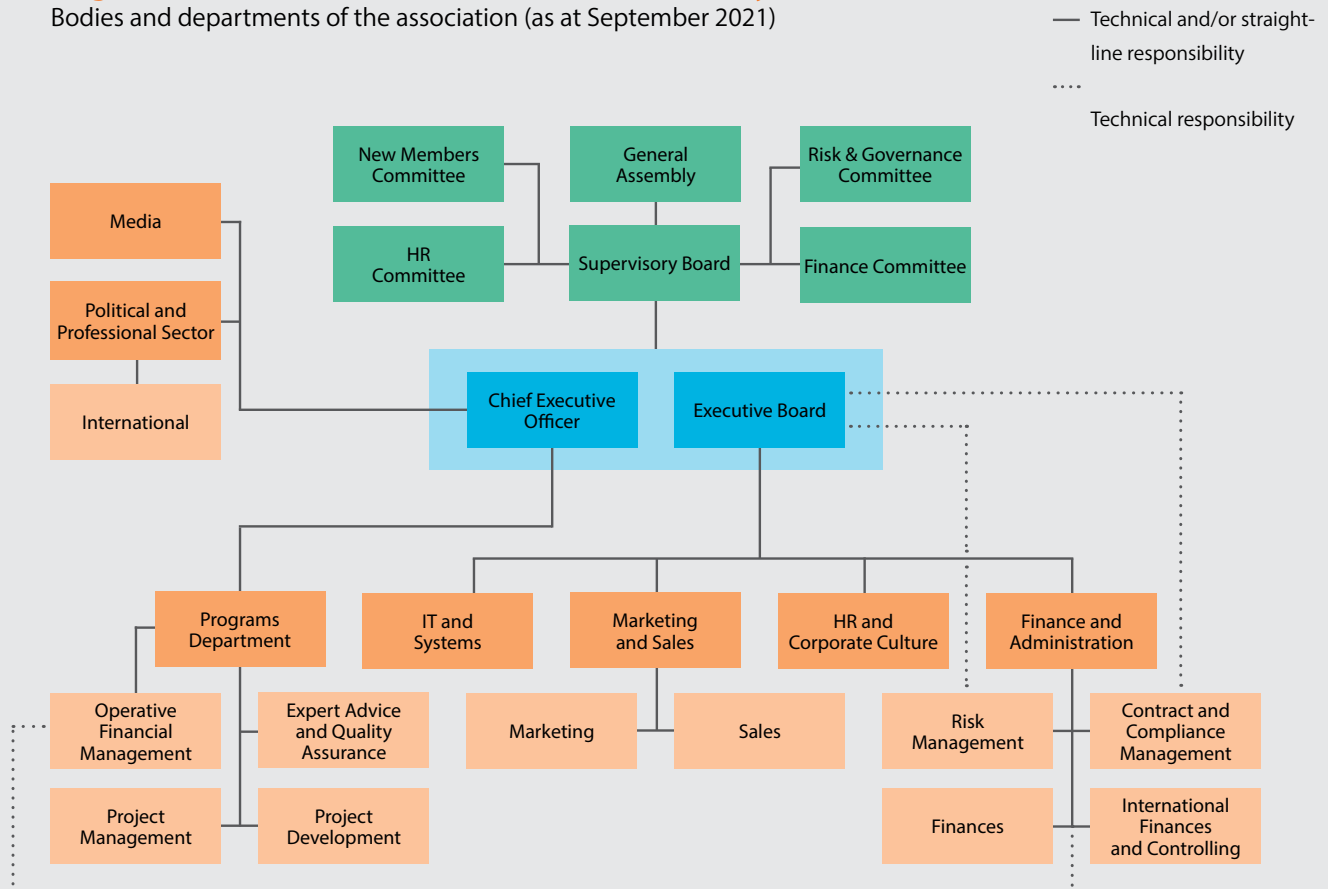 Bodies and departments of the association (as at September 2021)
Technical and/or straight-
line responsibility
Technical responsibility
New Members
Committee
General
Assembly
Risk & Governance
Committee
Media
HR
Committee
Supervisory Board
Finance Committee
Political and
Professional Sector
International
Chief Executive
Officer
Executive Board
Programs
Department
IT and
Systems
Marketing
and Sales
HR and
Corporate Culture
Finance and
Administration
Operative
Financial
Management
Expert Advice
and Quality
Assurance
Marketing
Sales
Risk
Management
Contract and
Compliance
Management
Project
Management
Project
Development
Finances
International
Finances
and Controlling